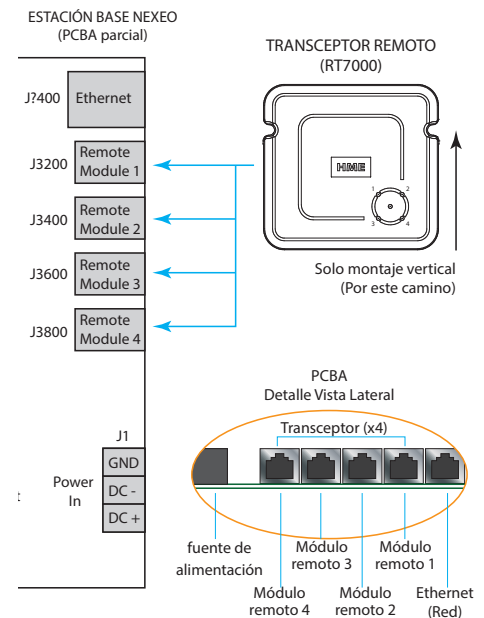 ESTACIÓN BASE NEXEO
(PCBA parcial)
J?400
Ethernet
J3200
Remote
Module 1
J3400
Remote
Module 2
J3600
Remote
Module 3
J3800
Remote
Module 4
J1
GND
DC -
DC +
Power
In
t
TRANSCEPTOR REMOTO
(RT7000)
HME
1 2
3 4
Solo montaje vertical
(Por este camino)
PCBA
Detalle Vista Lateral
Transceptor (x4)
fuente de
alimentación
Módulo
remoto 4
Módulo
remoto 3
Módulo
remoto 2
Módulo
remoto 1
Ethernet
(Red)